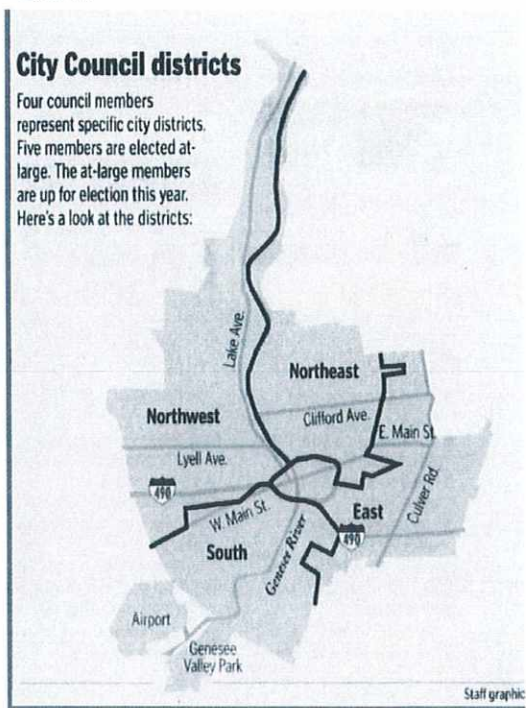 City Council districts
Four council members
represent specific city districts.
Five members are elected at-
large. The at-large members
are up for election this year.
Here's a look at the districts:
Lake Ave.
Northeast
Northwest
Clifford Ave.
E. Main St.
Lyell Ave.
490
Culver Rd.
W. Main St.
East
490
South
Genesee River
Airport
Genesee
Valley Park
Staff graphic